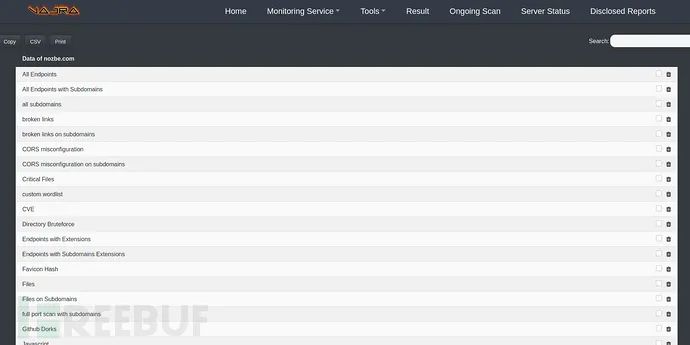 VAJRA
Home Monitoring Service Tools Result Ongoing Scan Server Status Disclosed Reports
Copy CSV Print Search:
Data of nozbe.com
All Endpoints
All Endpoints with Subdomains
all subdomains
broken links
broken links on subdomains
CORS misconfiguration
CORS misconfiguration on subdomains
Critical Files
custom wordlist
CVE
Directory Bruteforce
Endpoints with Extensions
Endpoints with Subdomains Extensions
Favicon Hash
Files
Files on Subdomains
full port scan with subdomains
Github Dorks
Javascript
REEBUF